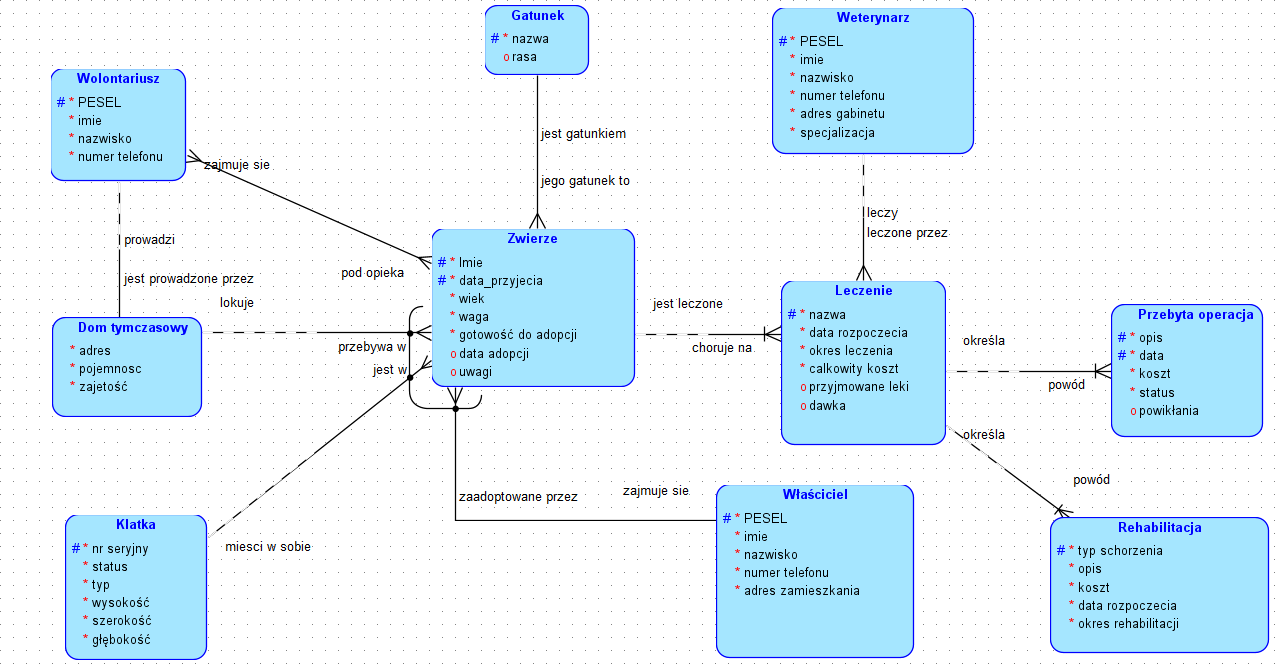 Gatunek
# * nazwa
o rasa
Weterynarz
# * PESEL
* imie
* nazwisko
* numer telefonu
* adres gabinetu
* specjalizacja
Wolontariusz
# * PESEL
* imie
* nazwisko
* numer telefonu
jest gatunkiem
jego gatunek to
zajmuje sie
pod opieka
prowadzi
jest prowadzone przez
leczy
leczone przez
Zwierze
# * Imie
# * data_przyjecia
* wiek
* waga
* gotowość do adopcji
o data adopcji
o uwagi
lokuje
przebywa w
jest w
Dom tymczasowy
* adres
* pojemnosc
* zajetość
jest leczone
choruje na
Leczenie
# * nazwa
* data rozpoczecia
* okres leczenia
* calkowity koszt
o przyjmowane leki
o dawka
określa
powód
Przebyta operacja
# * opis
# * data
* koszt
* status
o powikłania
określa
powód
zaadoptowane przez
zajmuje sie
miesci w sobie
Klatka
# * nr seryjny
* status
* typ
* wysokość
* szerokość
* głębokość
Właściciel
# * PESEL
* imie
* nazwisko
* numer telefonu
* adres zamieszkania
Rehabilitacja
# * typ schorzenia
* opis
* koszt
* data rozpoczecia
* okres rehabilitacji